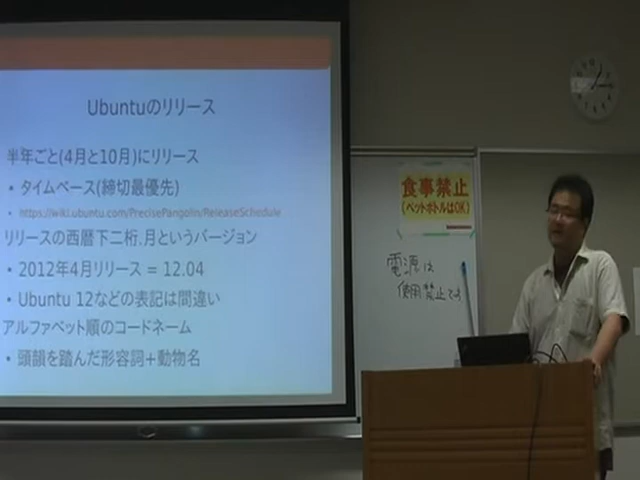 Ubuntuのリリース
半年ごと(4月と10月)にリリース
• タイムベース(締切最優先)
• https://wiki.ubuntu.com/PrecisePangolin/ReleaseSchedule
リリースの西暦下二桁.月というバージョン
• 2012年4月リリース = 12.04
• Ubuntu 12などの表記は間違い
アルファベット順のコードネーム
• 頭韻を踏んだ形容詞+動物名
食事禁止
(ペットボトルはOK)
電源は
使用禁止です